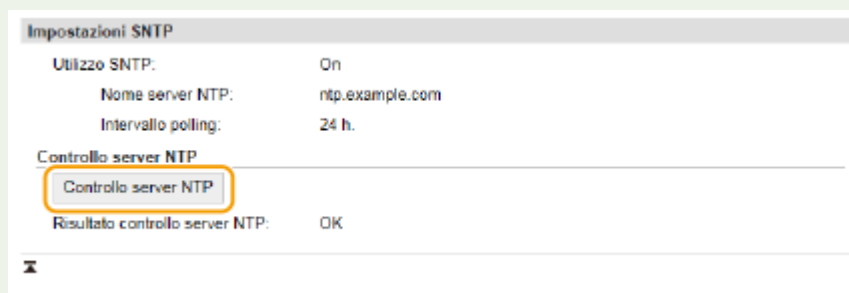 Impostazioni SNTP
Utilizzo SNTP: On
Nome server NTP: ntp.example.com
Intervallo polling: 24 h.
Controllo server NTP
Controllo server NTP
Risultato controllo server NTP: OK